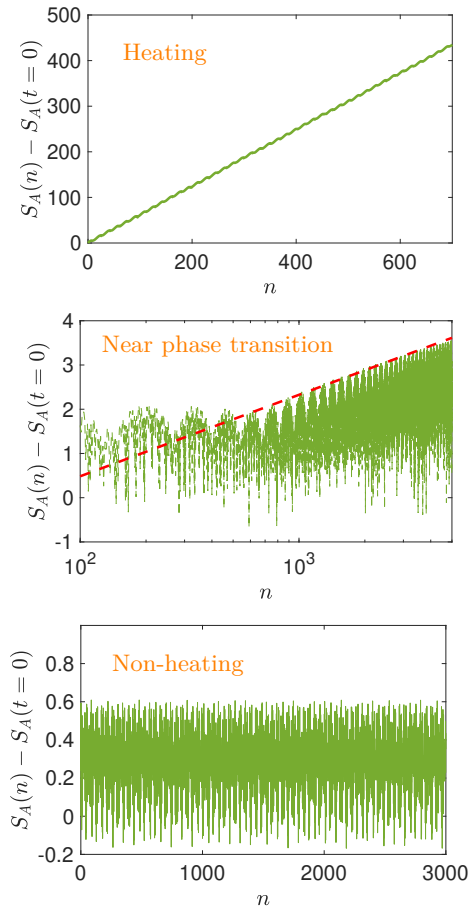 500
400
300
200
100
0
Heating
S_A(n) − S_A(t = 0)
0 200 400 600
n
4
3
2
1
0
-1
Near phase transition
S_A(n) − S_A(t = 0)
10^2 10^3
n
0.8
0.6
0.4
0.2
0
-0.2
Non-heating
S_A(n) − S_A(t = 0)
0 1000 2000 3000
n